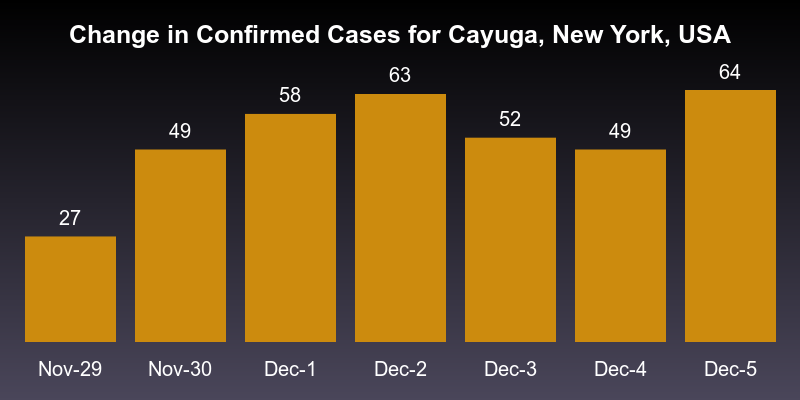 Change in Confirmed Cases for Cayuga, New York, USA
27
49
58
63
52
49
64
Nov-29
Nov-30
Dec-1
Dec-2
Dec-3
Dec-4
Dec-5